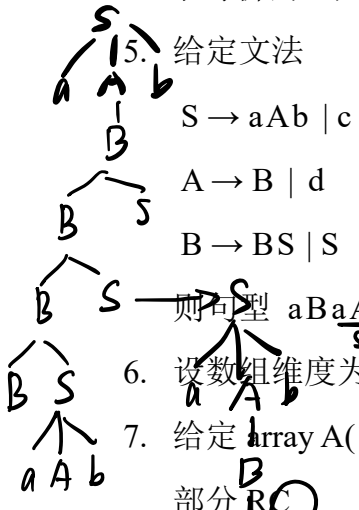 5. 给定文法
S → aAb | c
A → B | d
B → BS | S
则句型 aBaA
6. 设数组维度为
7. 给定 array A(
部分 RC
S
a A b
B
B S
B S → S
B S a A b
a A b B